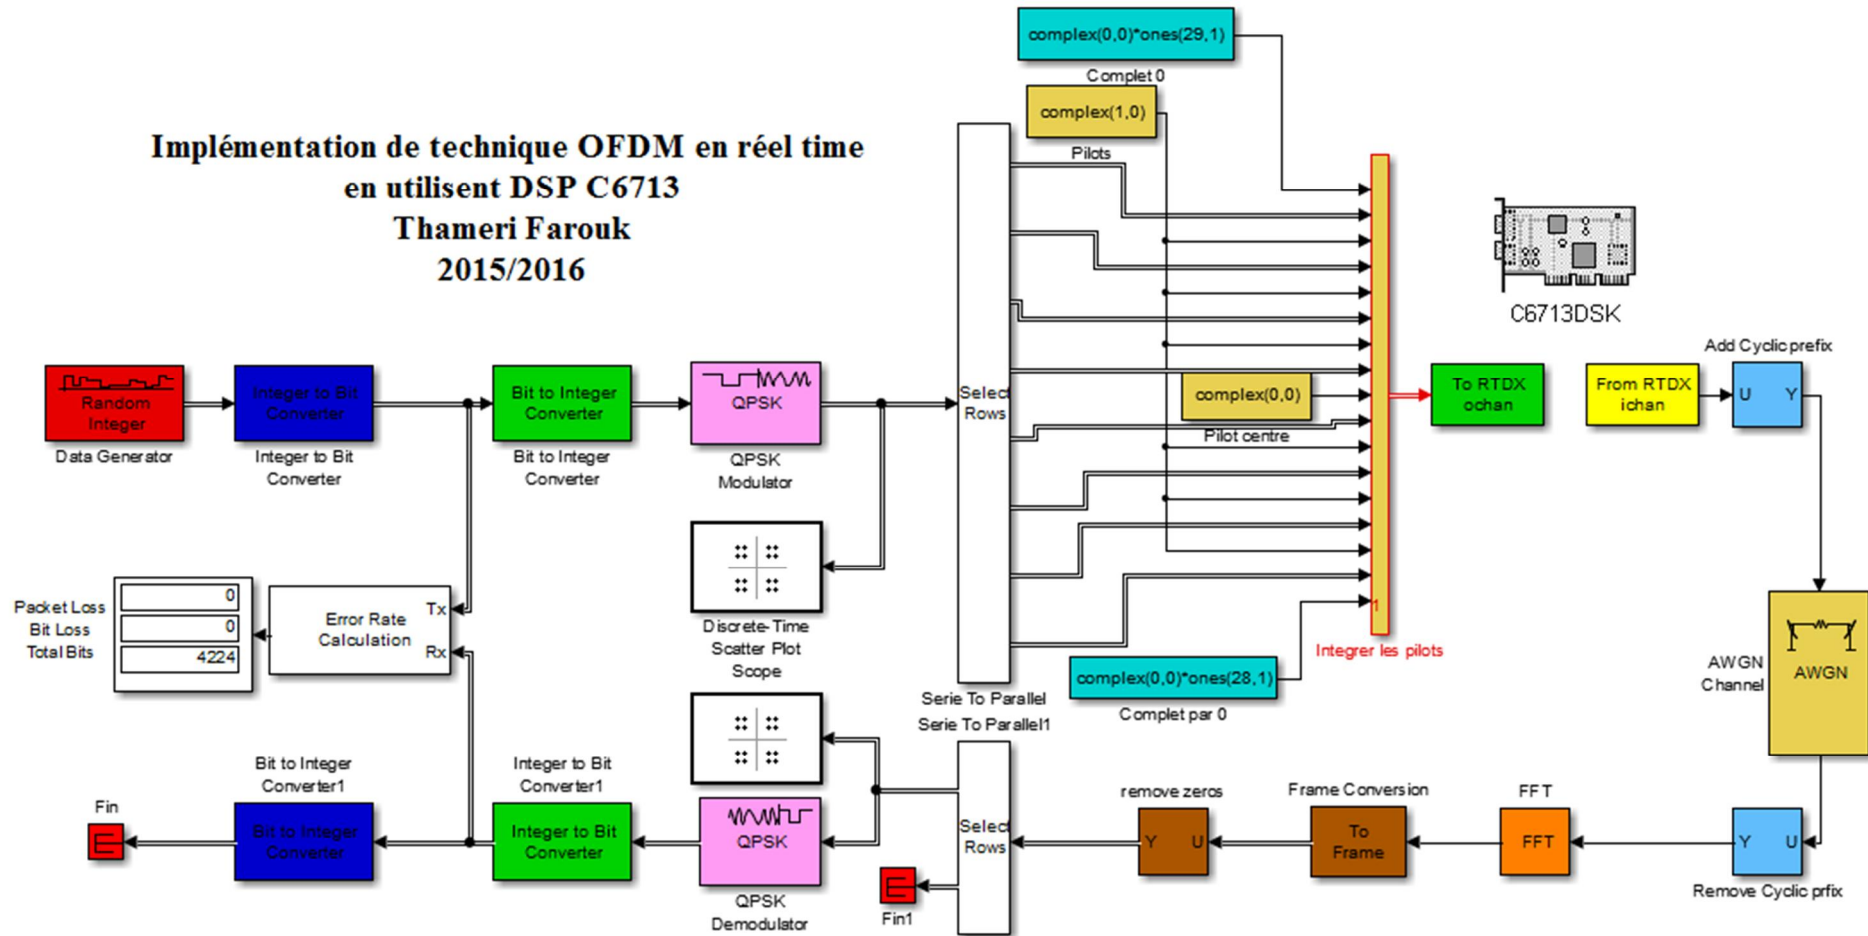 complex(0,0)*ones(29,1)
Complet 0
complex(1,0)
Pilots
Implémentation de technique OFDM en réel time
en utilisent DSP C6713
Thameri Farouk
2015/2016
C6713DSK
Random
Integer
Data Generator
Integer to Bit
Converter
Integer to Bit
Converter
Bit to Integer
Converter
Bit to Integer
Converter
QPSK
QPSK
Modulator
Select
Rows
complex(0,0)
Pilot centre
To RTDX
ochan
From RTDX
ichan
Add Cyclic prefix
U Y
Packet Loss
Bit Loss
Total Bits
0
0
4224
Error Rate
Calculation
Tx
Rx
Discrete-Time
Scatter Plot
Scope
1
Integrer les pilots
complex(0,0)*ones(28,1)
Complet par 0
Serie To Parallel
Serie To Parallel1
AWGN
Channel
AWGN
Fin
Bit to Integer
Converter1
Bit to Integer
Converter
Integer to Bit
Converter1
Integer to Bit
Converter
QPSK
QPSK
Demodulator
Fin1
Select
Rows
remove zeros
Y U
Frame Conversion
To
Frame
FFT
FFT
Y U
Remove Cyclic prfix